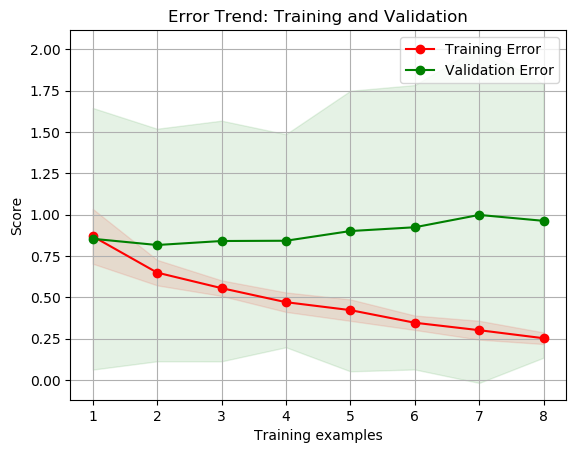 Error Trend: Training and Validation
Training Error
Validation Error
Score
2.00
1.75
1.50
1.25
1.00
0.75
0.50
0.25
0.00
1 2 3 4 5 6 7 8
Training examples